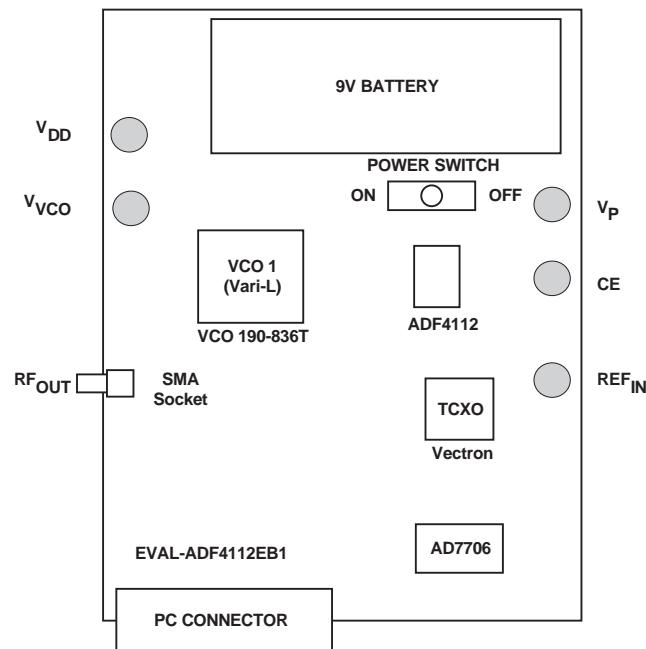 9V BATTERY
VDD
POWER SWITCH
ON OFF
VVCO
VP
VCO 1
(Vari-L)
CE
ADF4112
VCO 190-836T
RFOUT
SMA
Socket
REFIN
TCXO
Vectron
EVAL-ADF4112EB1
AD7706
PC CONNECTOR